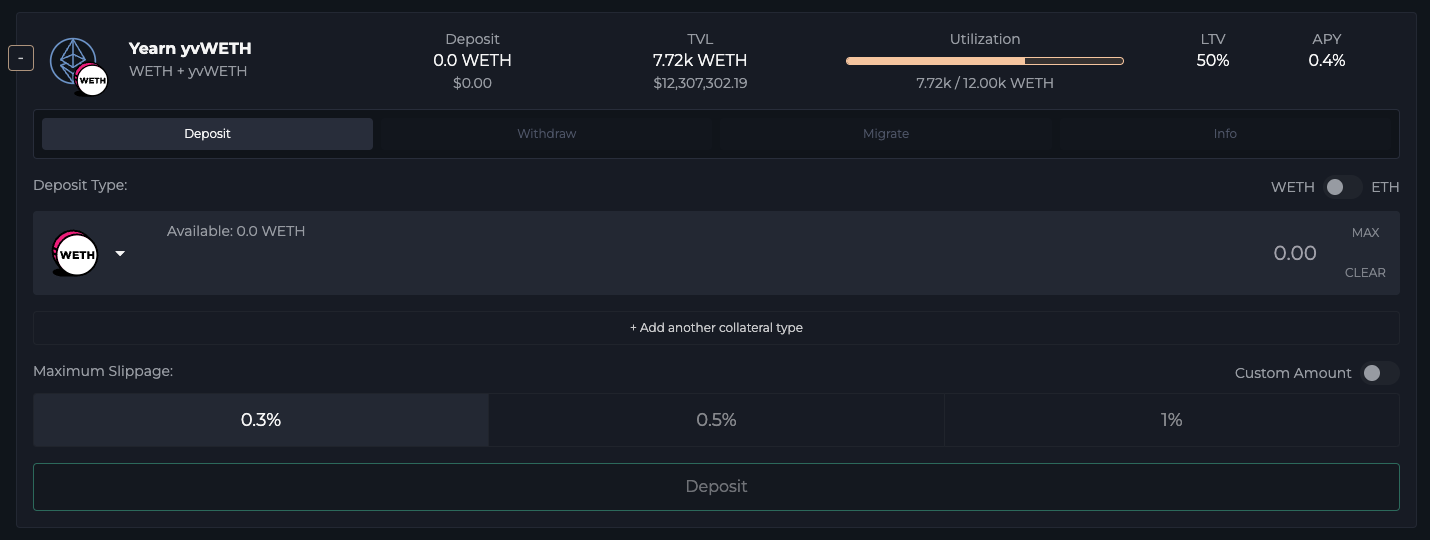 -
WETH
Yearn yvWETH
WETH + yvWETH
Deposit
0.0 WETH
$0.00
TVL
7.72k WETH
$12,307,302.19
Utilization
7.72k / 12.00k WETH
LTV
50%
APY
0.4%
Deposit Withdraw Migrate Info
Deposit Type:
WETH ETH
WETH
Available: 0.0 WETH
0.00
MAX
CLEAR
+ Add another collateral type
Maximum Slippage:
Custom Amount
0.3% 0.5% 1%
Deposit